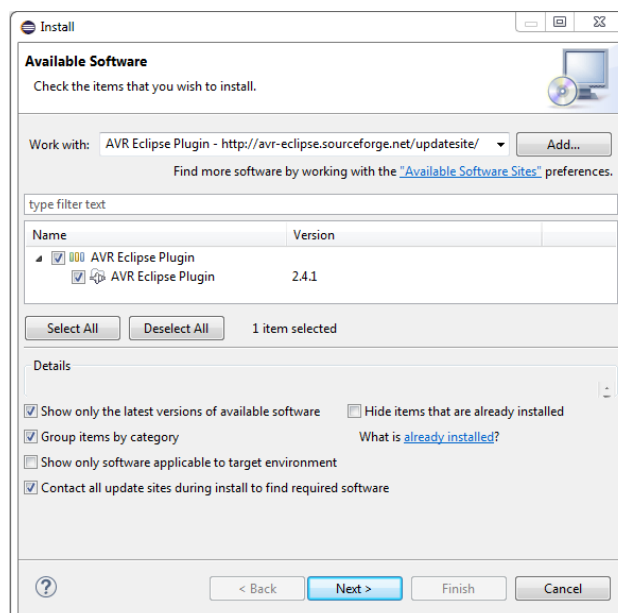 Install
Available Software
Check the items that you wish to install.
Work with: AVR Eclipse Plugin - http://avr-eclipse.sourceforge.net/updatesite/ Add...
Find more software by working with the "Available Software Sites" preferences.
type filter text
Name Version
AVR Eclipse Plugin
AVR Eclipse Plugin 2.4.1
Select All Deselect All 1 item selected
Details
Show only the latest versions of available software Hide items that are already installed
Group items by category What is already installed?
Show only software applicable to target environment
Contact all update sites during install to find required software
? < Back Next > Finish Cancel